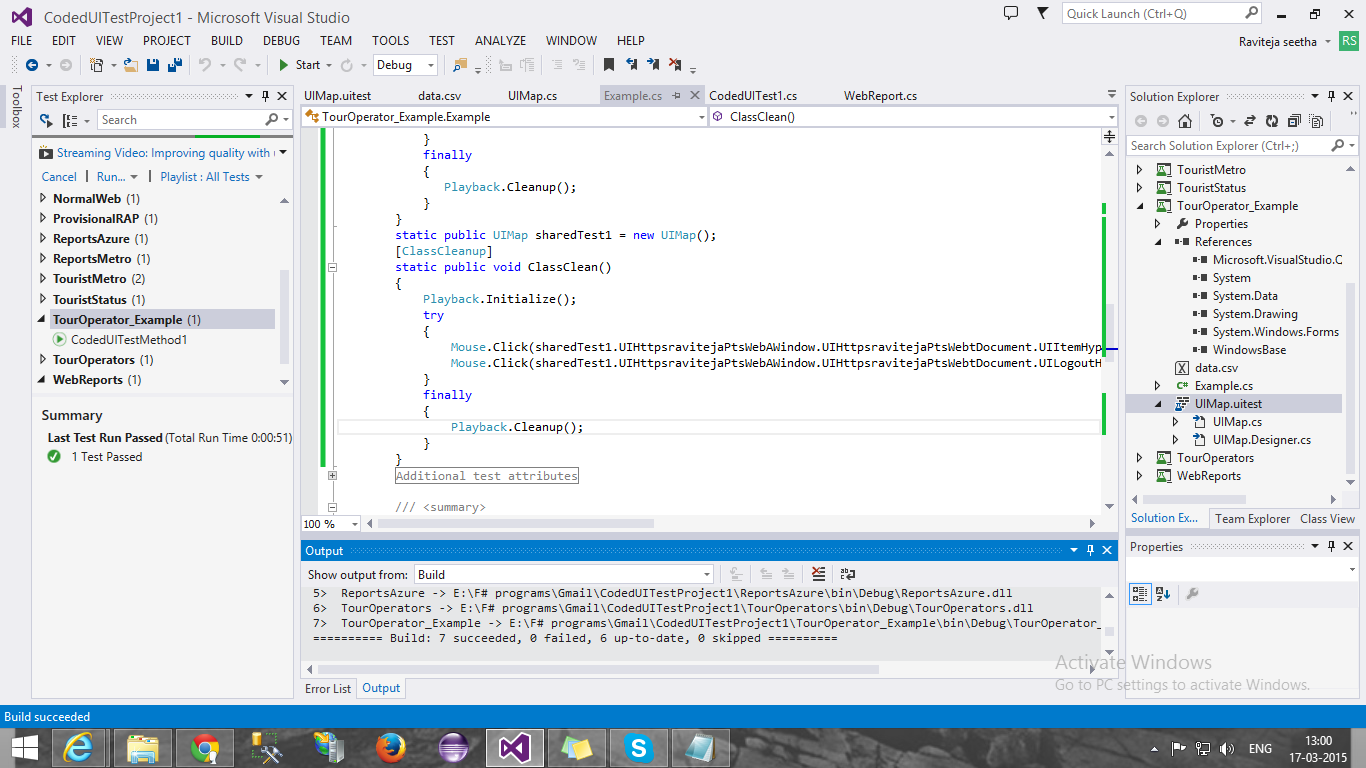 CodedUITestProject1 - Microsoft Visual Studio
Quick Launch (Ctrl+Q)
FILE EDIT VIEW PROJECT BUILD DEBUG TEAM TOOLS TEST ANALYZE WINDOW HELP
Raviteja seetha
RS
Start
Debug
Toolbox
Test Explorer
Search
Streaming Video: Improving quality with
Cancel | Run... | Playlist : All Tests
NormalWeb (1)
ProvisionalRAP (1)
ReportsAzure (1)
ReportsMetro (1)
TouristMetro (2)
TouristStatus (1)
TourOperator_Example (1)
CodedUITestMethod1
TourOperators (1)
WebReports (1)
Summary
Last Test Run Passed (Total Run Time 0:00:51)
1 Test Passed
UIMap.uitest data.csv UIMap.cs Example.cs CodedUITest1.cs WebReport.cs
TourOperator_Example.Example
ClassClean()
}
finally
{
Playback.Cleanup();
}
}
static public UIMap sharedTest1 = new UIMap();
[ClassCleanup]
static public void ClassClean()
{
Playback.Initialize();
try
{
Mouse.Click(sharedTest1.UIHttpsravitejaPtsWebAWindow.UIHttpsravitejaPtsWebtDocument.UIItemHyp
Mouse.Click(sharedTest1.UIHttpsravitejaPtsWebAWindow.UIHttpsravitejaPtsWebtDocument.UILogoutH
}
finally
{
Playback.Cleanup();
}
}
Additional test attributes
/// <summary>
100 %
Output
Show output from: Build
5> ReportsAzure -> E:\F# programs\Gmail\CodedUITestProject1\ReportsAzure\bin\Debug\ReportsAzure.dll
6> TourOperators -> E:\F# programs\Gmail\CodedUITestProject1\TourOperators\bin\Debug\TourOperators.dll
7> TourOperator_Example -> E:\F# programs\Gmail\CodedUITestProject1\TourOperator_Example\bin\Debug\TourOperator_
========== Build: 7 succeeded, 0 failed, 6 up-to-date, 0 skipped ==========
Error List Output
Solution Explorer
Search Solution Explorer (Ctrl+;)
TouristMetro
TouristStatus
TourOperator_Example
Properties
References
Microsoft.VisualStudio.Q
System
System.Data
System.Drawing
System.Windows.Forms
WindowsBase
data.csv
Example.cs
UIMap.uitest
UIMap.cs
UIMap.Designer.cs
TourOperators
WebReports
Solution Ex... Team Explorer Class View
Properties
Activate Windows
Go to PC settings to activate Windows.
Build succeeded
ENG
13:00
17-03-2015